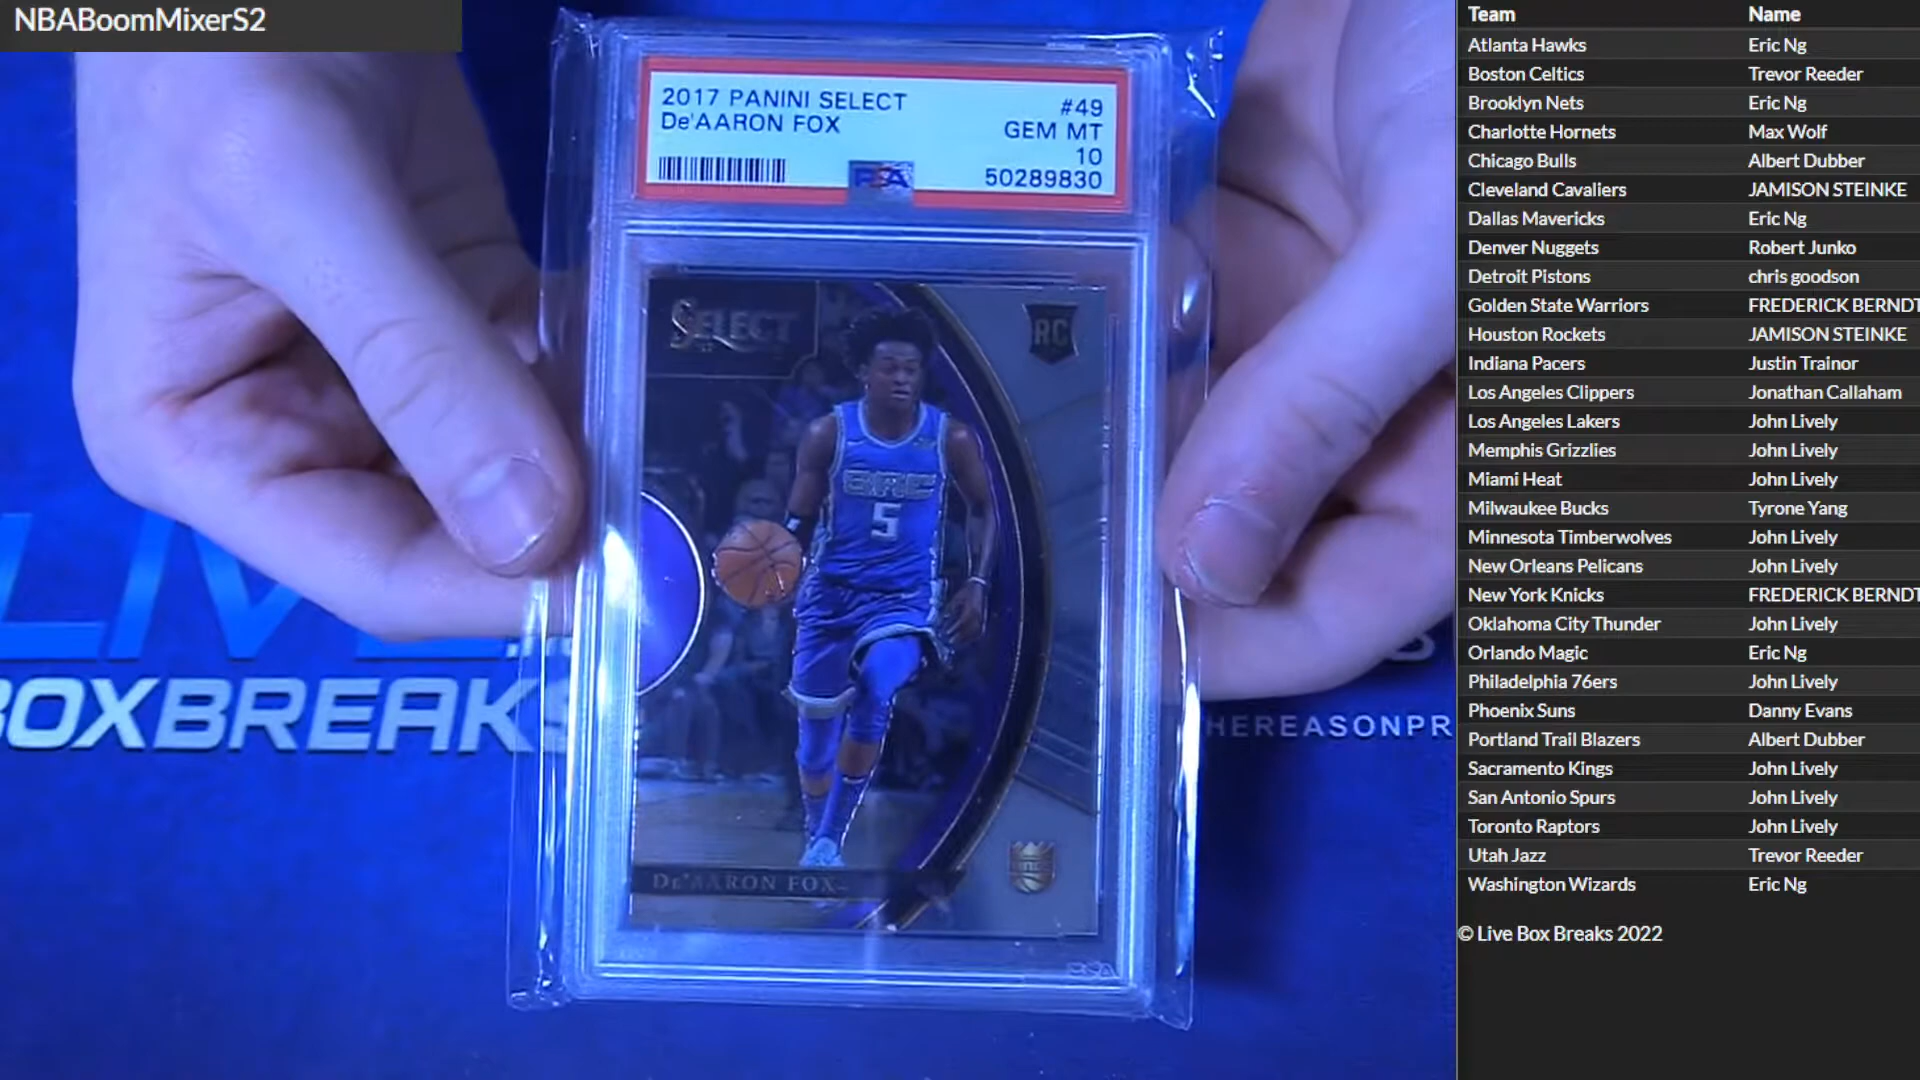 NBABoomMixerS2
2017 PANINI SELECT #49
De'AARON FOX GEM MT
10
PSA 50289830
SELECT
RC
SAC
5
De'AARON FOX
KINGS
LIVE
BOXBREAKS
HEREASONPR
Team Name
Atlanta Hawks Eric Ng
Boston Celtics Trevor Reeder
Brooklyn Nets Eric Ng
Charlotte Hornets Max Wolf
Chicago Bulls Albert Dubber
Cleveland Cavaliers JAMISON STEINKE
Dallas Mavericks Eric Ng
Denver Nuggets Robert Junko
Detroit Pistons chris goodson
Golden State Warriors FREDERICK BERNDT
Houston Rockets JAMISON STEINKE
Indiana Pacers Justin Trainor
Los Angeles Clippers Jonathan Callaham
Los Angeles Lakers John Lively
Memphis Grizzlies John Lively
Miami Heat John Lively
Milwaukee Bucks Tyrone Yang
Minnesota Timberwolves John Lively
New Orleans Pelicans John Lively
New York Knicks FREDERICK BERNDT
Oklahoma City Thunder John Lively
Orlando Magic Eric Ng
Philadelphia 76ers John Lively
Phoenix Suns Danny Evans
Portland Trail Blazers Albert Dubber
Sacramento Kings John Lively
San Antonio Spurs John Lively
Toronto Raptors John Lively
Utah Jazz Trevor Reeder
Washington Wizards Eric Ng
© Live Box Breaks 2022